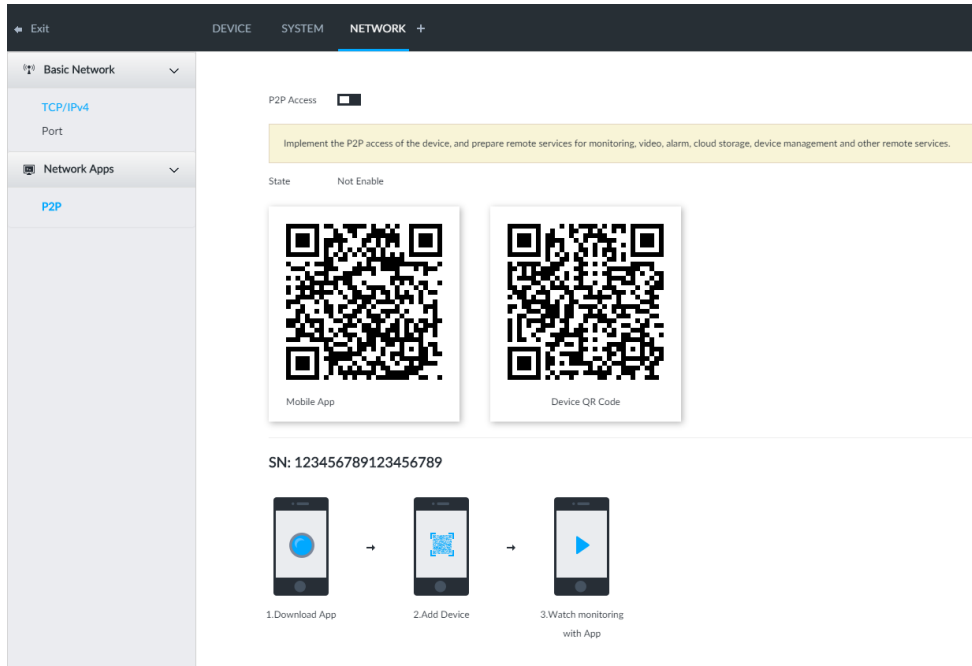 Exit
DEVICE SYSTEM NETWORK +
Basic Network
TCP/IPv4
Port
Network Apps
P2P
P2P Access
Implement the P2P access of the device, and prepare remote services for monitoring, video, alarm, cloud storage, device management and other remote services.
State Not Enable
Mobile App
Device QR Code
SN: 123456789123456789
1.Download App
2.Add Device
3.Watch monitoring
with App